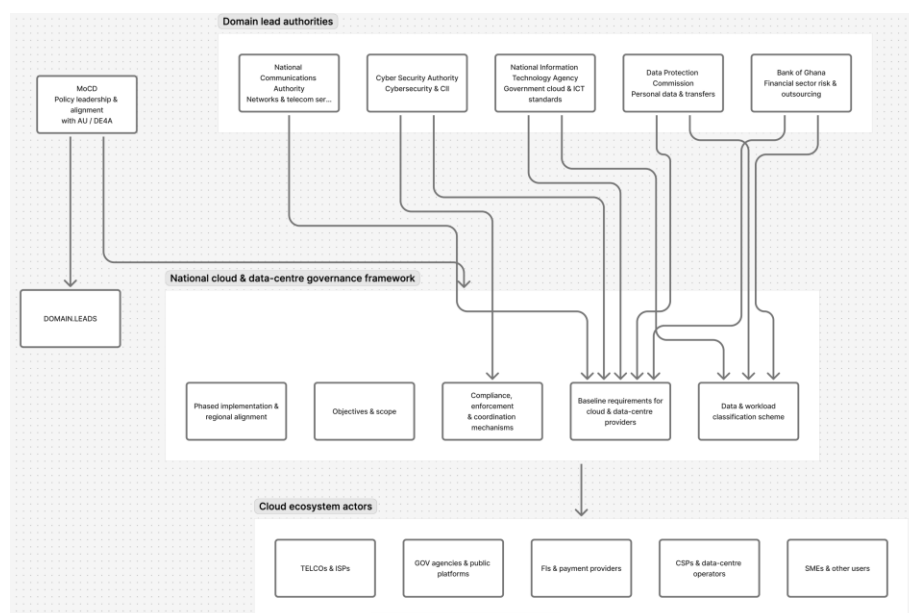 Domain lead authorities
MoCD
Policy leadership &
alignment
with AU / DE4A
National
Communications
Authority
Networks & telecom ser...
Cyber Security Authority
Cybersecurity & CII
National Information
Technology Agency
Government cloud & ICT
standards
Data Protection
Commission
Personal data & transfers
Bank of Ghana
Financial sector risk &
outsourcing
National cloud & data-centre governance framework
DOMAIN.LEADS
Phased implementation &
regional alignment
Objectives & scope
Compliance,
enforcement
& coordination
mechanisms
Baseline requirements for
cloud & data-centre
providers
Data & workload
classification scheme
Cloud ecosystem actors
TELCOs & ISPs
GOV agencies & public
platforms
FIs & payment providers
CSPs & data-centre
operators
SMEs & other users